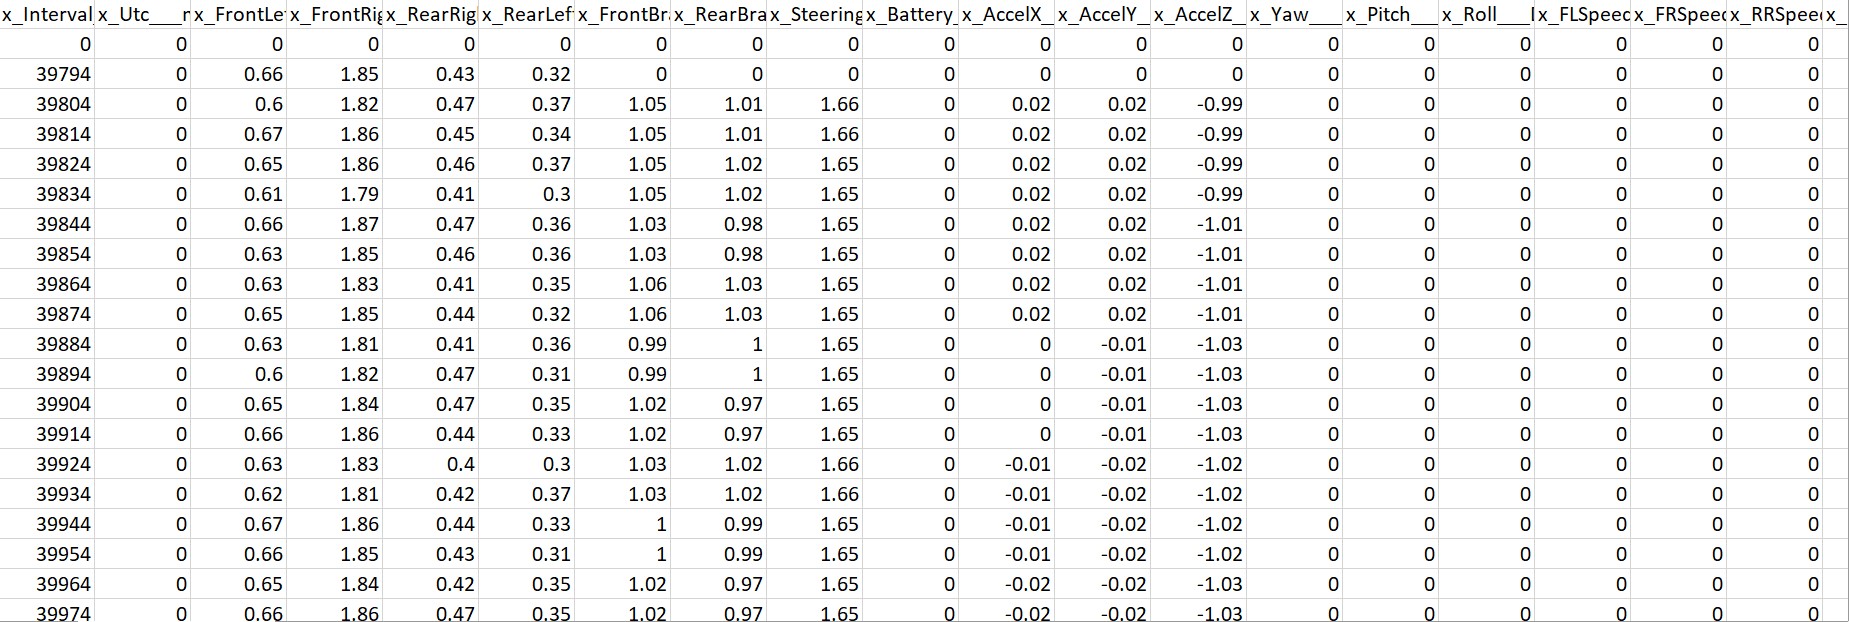 x_Interval x_Utc___r x_FrontLe x_FrontRig x_RearRig x_RearLef x_FrontBra x_RearBra x_Steering x_Battery_ x_AccelX_ x_AccelY_ x_AccelZ_ x_Yaw___ x_Pitch___ x_Roll___I x_FLSpeed x_FRSpeed x_RRSpeed x_
0 0 0 0 0 0 0 0 0 0 0 0 0 0 0 0 0 0 0
39794 0 0.66 1.85 0.43 0.32 0 0 0 0 0 0 0 0 0 0 0 0 0
39804 0 0.6 1.82 0.47 0.37 1.05 1.01 1.66 0 0.02 0.02 -0.99 0 0 0 0 0 0
39814 0 0.67 1.86 0.45 0.34 1.05 1.01 1.66 0 0.02 0.02 -0.99 0 0 0 0 0 0
39824 0 0.65 1.86 0.46 0.37 1.05 1.02 1.65 0 0.02 0.02 -0.99 0 0 0 0 0 0
39834 0 0.61 1.79 0.41 0.3 1.05 1.02 1.65 0 0.02 0.02 -0.99 0 0 0 0 0 0
39844 0 0.66 1.87 0.47 0.36 1.03 0.98 1.65 0 0.02 0.02 -1.01 0 0 0 0 0 0
39854 0 0.63 1.85 0.46 0.36 1.03 0.98 1.65 0 0.02 0.02 -1.01 0 0 0 0 0 0
39864 0 0.63 1.83 0.41 0.35 1.06 1.03 1.65 0 0.02 0.02 -1.01 0 0 0 0 0 0
39874 0 0.65 1.85 0.44 0.32 1.06 1.03 1.65 0 0.02 0.02 -1.01 0 0 0 0 0 0
39884 0 0.63 1.81 0.41 0.36 0.99 1 1.65 0 0 -0.01 -1.03 0 0 0 0 0 0
39894 0 0.6 1.82 0.47 0.31 0.99 1 1.65 0 0 -0.01 -1.03 0 0 0 0 0 0
39904 0 0.65 1.84 0.47 0.35 1.02 0.97 1.65 0 0 -0.01 -1.03 0 0 0 0 0 0
39914 0 0.66 1.86 0.44 0.33 1.02 0.97 1.65 0 0 -0.01 -1.03 0 0 0 0 0 0
39924 0 0.63 1.83 0.4 0.3 1.03 1.02 1.66 0 -0.01 -0.02 -1.02 0 0 0 0 0 0
39934 0 0.62 1.81 0.42 0.37 1.03 1.02 1.66 0 -0.01 -0.02 -1.02 0 0 0 0 0 0
39944 0 0.67 1.86 0.44 0.33 1 0.99 1.65 0 -0.01 -0.02 -1.02 0 0 0 0 0 0
39954 0 0.66 1.85 0.43 0.31 1 0.99 1.65 0 -0.01 -0.02 -1.02 0 0 0 0 0 0
39964 0 0.65 1.84 0.42 0.35 1.02 0.97 1.65 0 -0.02 -0.02 -1.03 0 0 0 0 0 0
39974 0 0.66 1.86 0.47 0.35 1.02 0.97 1.65 0 -0.02 -0.02 -1.03 0 0 0 0 0 0